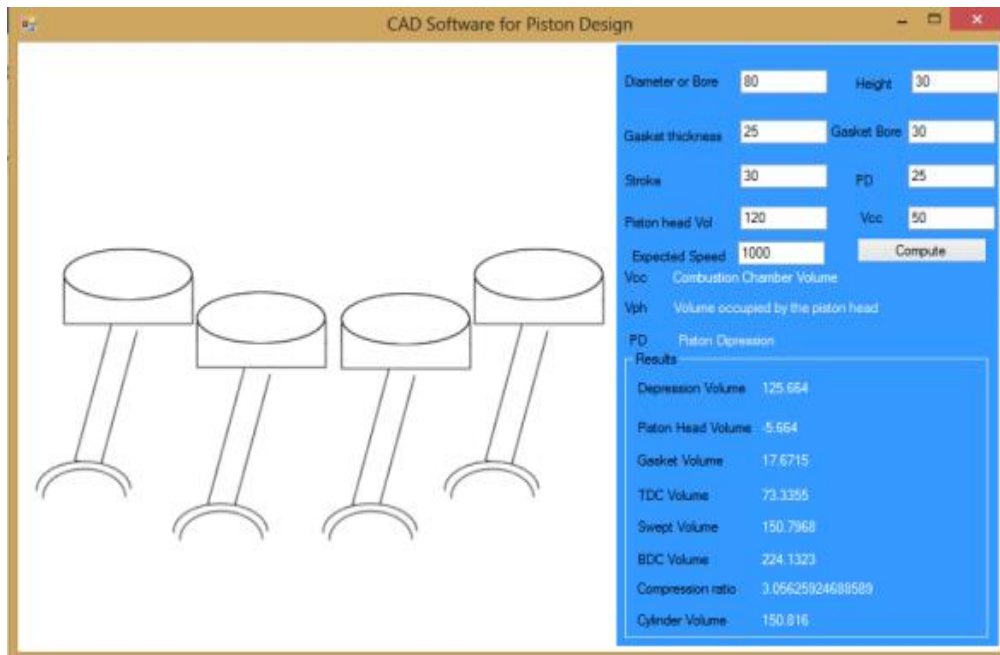 CAD Software for Piston Design
Diameter or Bore 80 Height 30
Gasket thickness 25 Gasket Bore 30
Stroke 30 PD 25
Piston head Vol 120 Vcc 50
Expected Speed 1000 Compute
Vcc Combustion Chamber Volume
Vph Volume occupied by the piston head
PD Piston Dipression
Results
Depression Volume 125.664
Piston Head Volume -5.664
Gasket Volume 17.6715
TDC Volume 73.3355
Swept Volume 150.7968
BDC Volume 224.1323
Compression ratio 3.05625924688589
Cylinder Volume 150.816